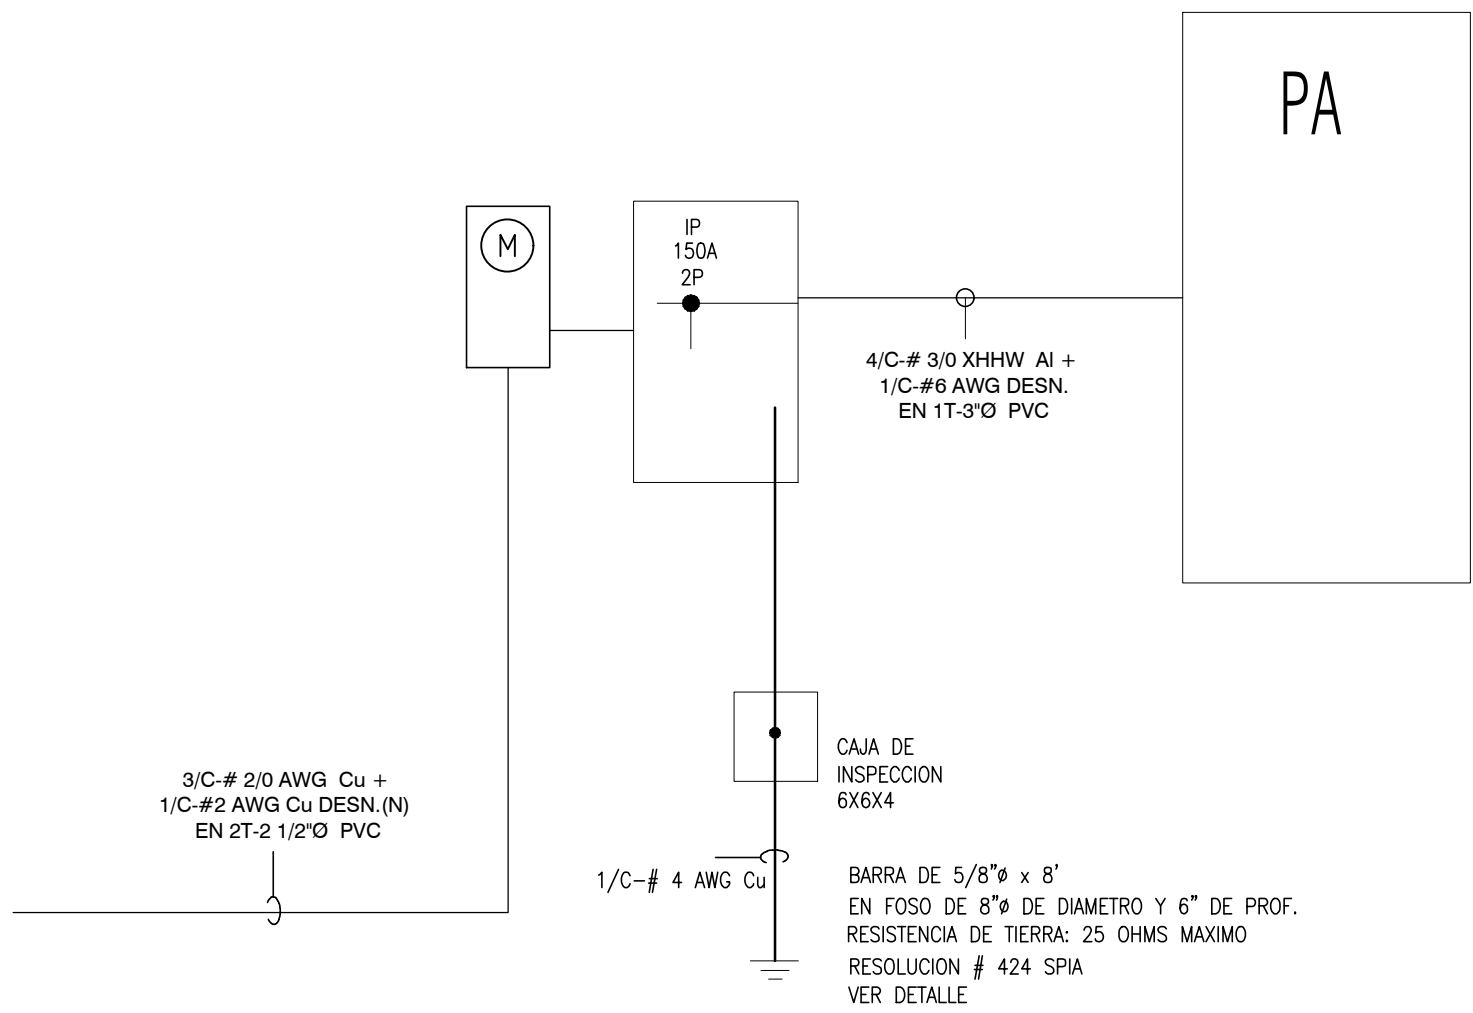 PA
M
IP
150A
2P
4/C-# 3/0 XHHW Al +
1/C-#6 AWG DESN.
EN 1T-3"Ø PVC
CAJA DE
INSPECCION
6X6X4
3/C-# 2/0 AWG Cu +
1/C-#2 AWG Cu DESN.(N)
EN 2T-2 1/2"Ø PVC
1/C-# 4 AWG Cu
BARRA DE 5/8"ø x 8'
EN FOSO DE 8"ø DE DIAMETRO Y 6" DE PROF.
RESISTENCIA DE TIERRA: 25 OHMS MAXIMO
RESOLUCION # 424 SPIA
VER DETALLE